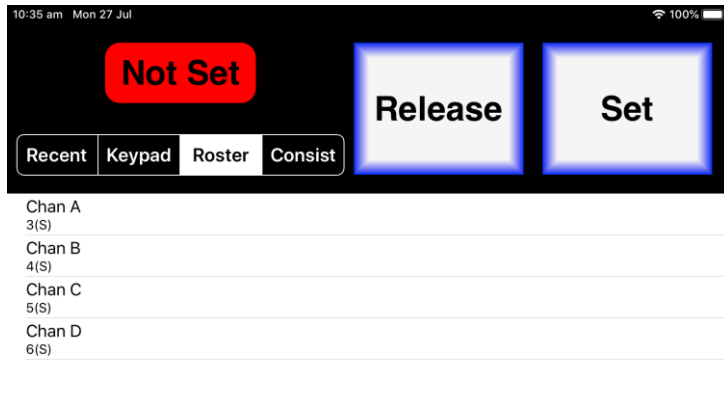 10:35 am Mon 27 Jul
100%
Not Set
Release
Set
Recent
Keypad
Roster
Consist
Chan A
3(S)
Chan B
4(S)
Chan C
5(S)
Chan D
6(S)